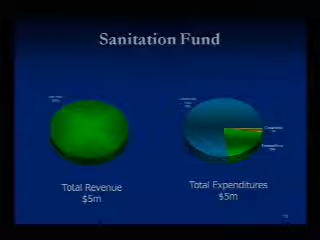 Sanitation Fund
Total Revenue
$5m
Total Expenditures
$5m